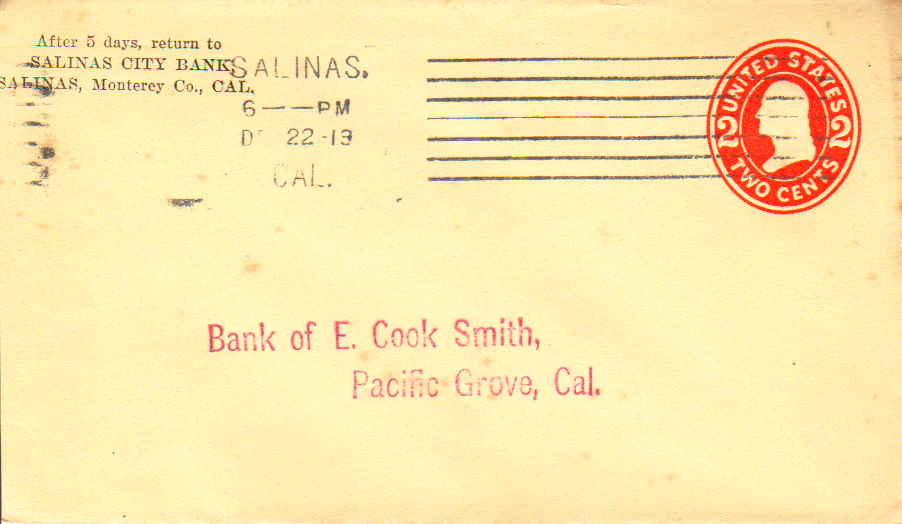 After 5 days, return to
SALINAS CITY BANK
SALINAS, Monterey Co., CAL.
SALINAS.
6 — — PM
22-13
CAL.
UNITED STATES
2 2
TWO CENTS
Bank of E. Cook Smith,
Pacific Grove, Cal.